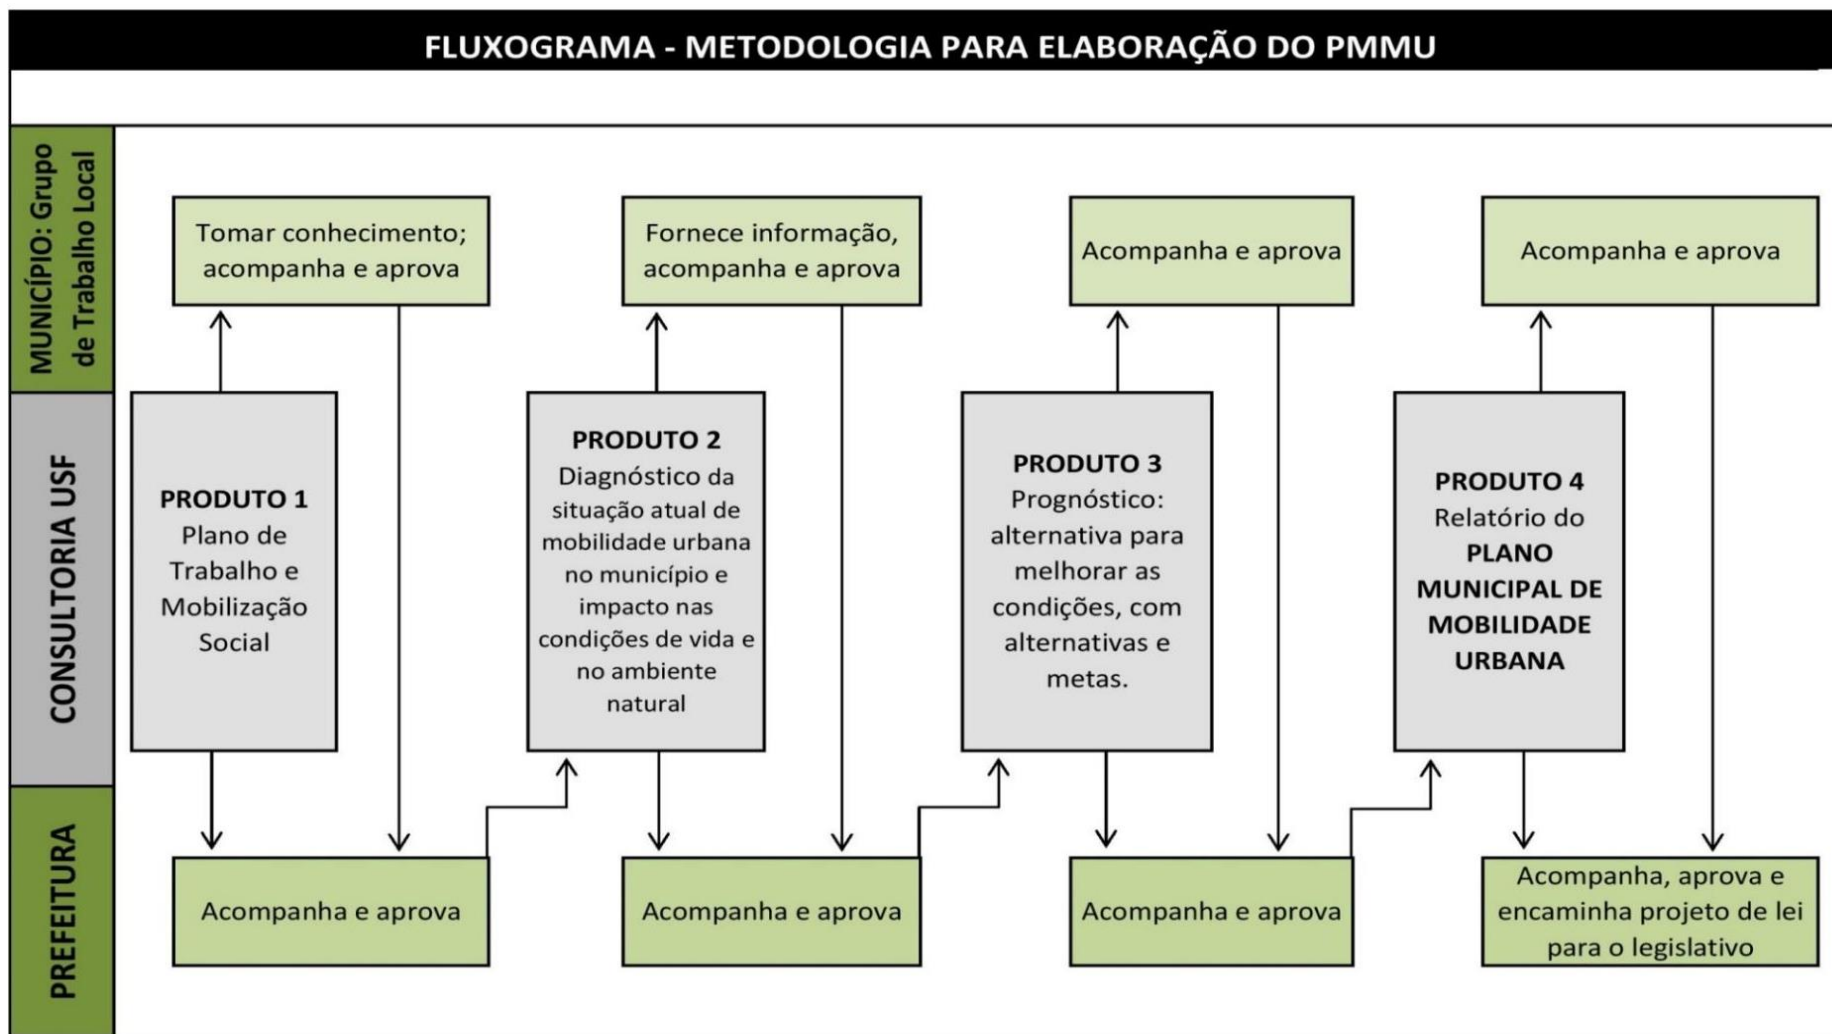 FLUXOGRAMA - METODOLOGIA PARA ELABORAÇÃO DO PMMU
MUNICÍPIO: Grupo
de Trabalho Local
Tomar conhecimento;
acompanha e aprova
Fornece informação,
acompanha e aprova
Acompanha e aprova
Acompanha e aprova
CONSULTORIA USF
PRODUTO 1
Plano de
Trabalho e
Mobilização
Social
PRODUTO 2
Diagnóstico da
situação atual de
mobilidade urbana
no município e
impacto nas
condições de vida e
no ambiente
natural
PRODUTO 3
Prognóstico:
alternativa para
melhorar as
condições, com
alternativas e
metas.
PRODUTO 4
Relatório do
PLANO
MUNICIPAL DE
MOBILIDADE
URBANA
PREFEITURA
Acompanha e aprova
Acompanha e aprova
Acompanha e aprova
Acompanha, aprova e
encaminha projeto de lei
para o legislativo